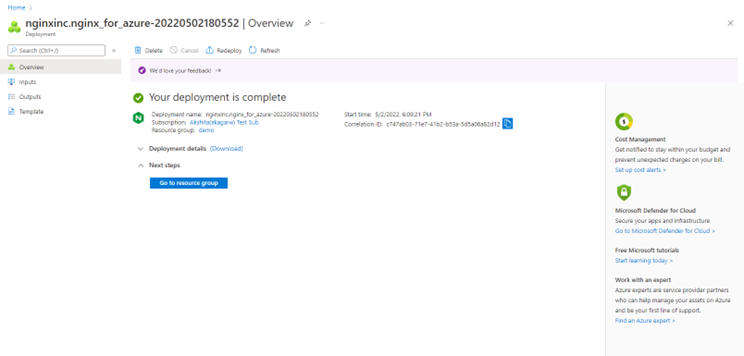 Home
nginxinc.nginx_for_azure-20220502180552 | Overview
Deployment
Search (Ctrl+/)
Overview
Inputs
Outputs
Template
Delete
Cancel
Redeploy
Refresh
We'd love your feedback!
Your deployment is complete
Deployment name: nginxinc.nginx_for_azure-20220502180552
Subscription: Akshita(akagarw) Test Sub
Resource group: demo
Start time: 5/2/2022, 6:09:21 PM
Correlation ID: c747ab03-71e7-41b2-b53a-5d5a06a62d12
Deployment details (Download)
Next steps
Go to resource group
Cost Management
Get notified to stay within your budget and
prevent unexpected charges on your bill.
Set up cost alerts >
Microsoft Defender for Cloud
Secure your apps and infrastructure
Go to Microsoft Defender for Cloud >
Free Microsoft tutorials
Start learning today >
Work with an expert
Azure experts are service provider partners
who can help manage your assets on Azure
and be your first line of support.
Find an Azure expert >